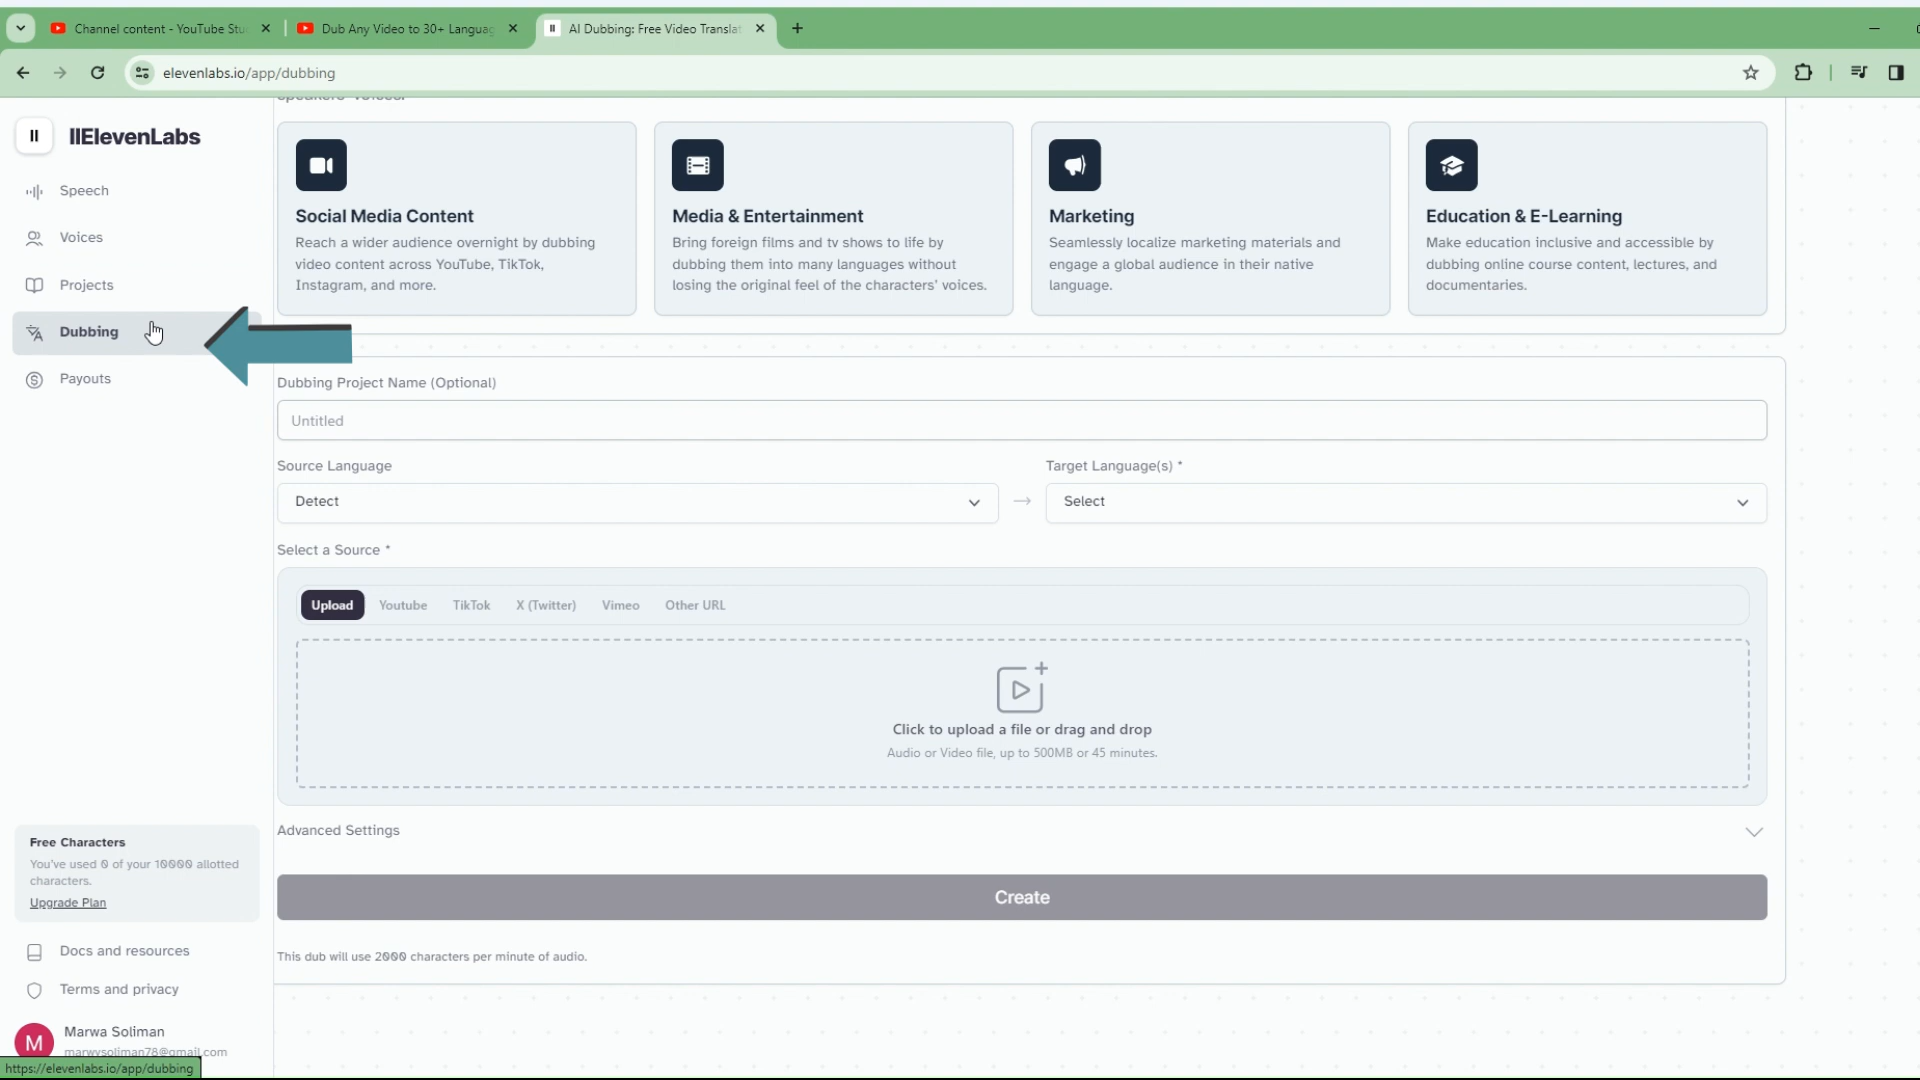 Channel content - YouTube Stu
Dub Any Video to 30+ Languag
AI Dubbing: Free Video Translat
elevenlabs.io/app/dubbing
speakers' voices.
IIElevenLabs
Speech
Voices
Projects
Dubbing
Payouts
Social Media Content
Reach a wider audience overnight by dubbing
video content across YouTube, TikTok,
Instagram, and more.
Media & Entertainment
Bring foreign films and tv shows to life by
dubbing them into many languages without
losing the original feel of the characters' voices.
Marketing
Seamlessly localize marketing materials and
engage a global audience in their native
language.
Education & E-Learning
Make education inclusive and accessible by
dubbing online course content, lectures, and
documentaries.
Dubbing Project Name (Optional)
Untitled
Source Language
Detect
Target Language(s) *
Select
Select a Source *
Upload
Youtube
TikTok
X (Twitter)
Vimeo
Other URL
Click to upload a file or drag and drop
Audio or Video file, up to 500MB or 45 minutes.
Advanced Settings
Create
This dub will use 2000 characters per minute of audio.
Free Characters
You've used 0 of your 10000 allotted
characters.
Upgrade Plan
Docs and resources
Terms and privacy
M
Marwa Soliman
marwysoliman78@gmail.com
https://elevenlabs.io/app/dubbing